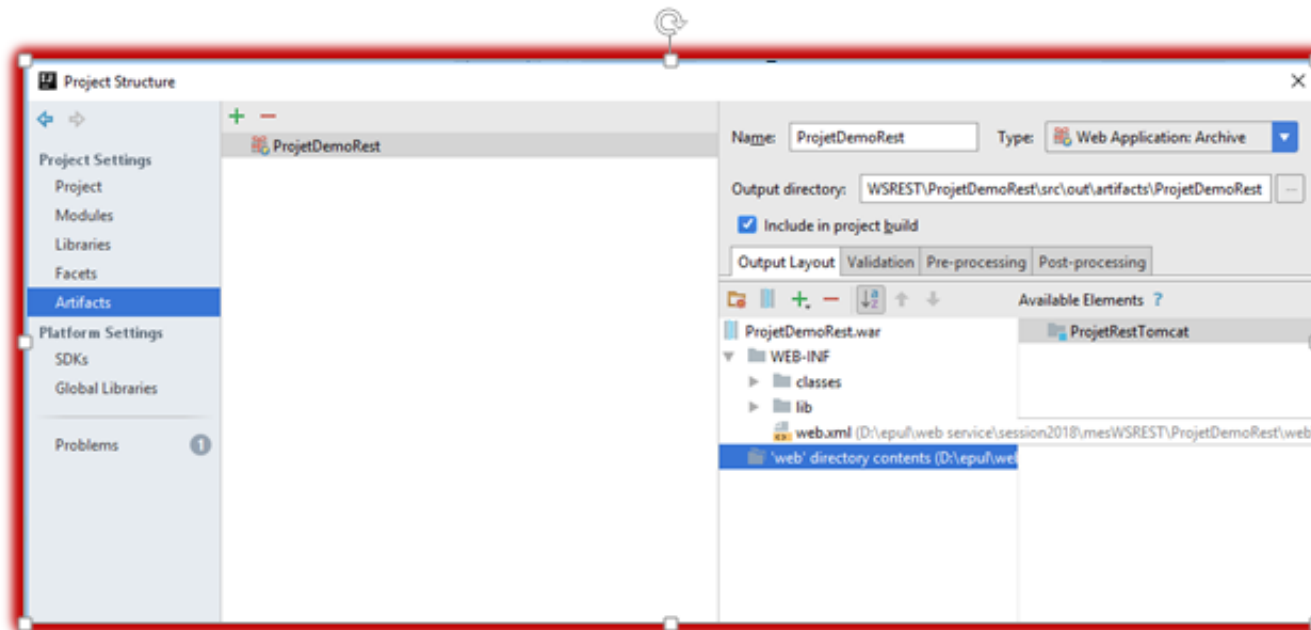 Project Structure
Project Settings
Project
Modules
Libraries
Facets
Artifacts
Platform Settings
SDKs
Global Libraries
Problems 1
ProjetDemoRest
Name: ProjetDemoRest Type: Web Application: Archive
Output directory: WSREST\ProjetDemoRest\src\out\artifacts\ProjetDemoRest ...
Include in project build
Output Layout Validation Pre-processing Post-processing
Available Elements ?
ProjetDemoRest.war
WEB-INF
classes
lib
web.xml (D:\epul\web service\session2018\mesWSREST\ProjetDemoRest\web
'web' directory contents (D:\epul\wel
ProjetRestTomcat